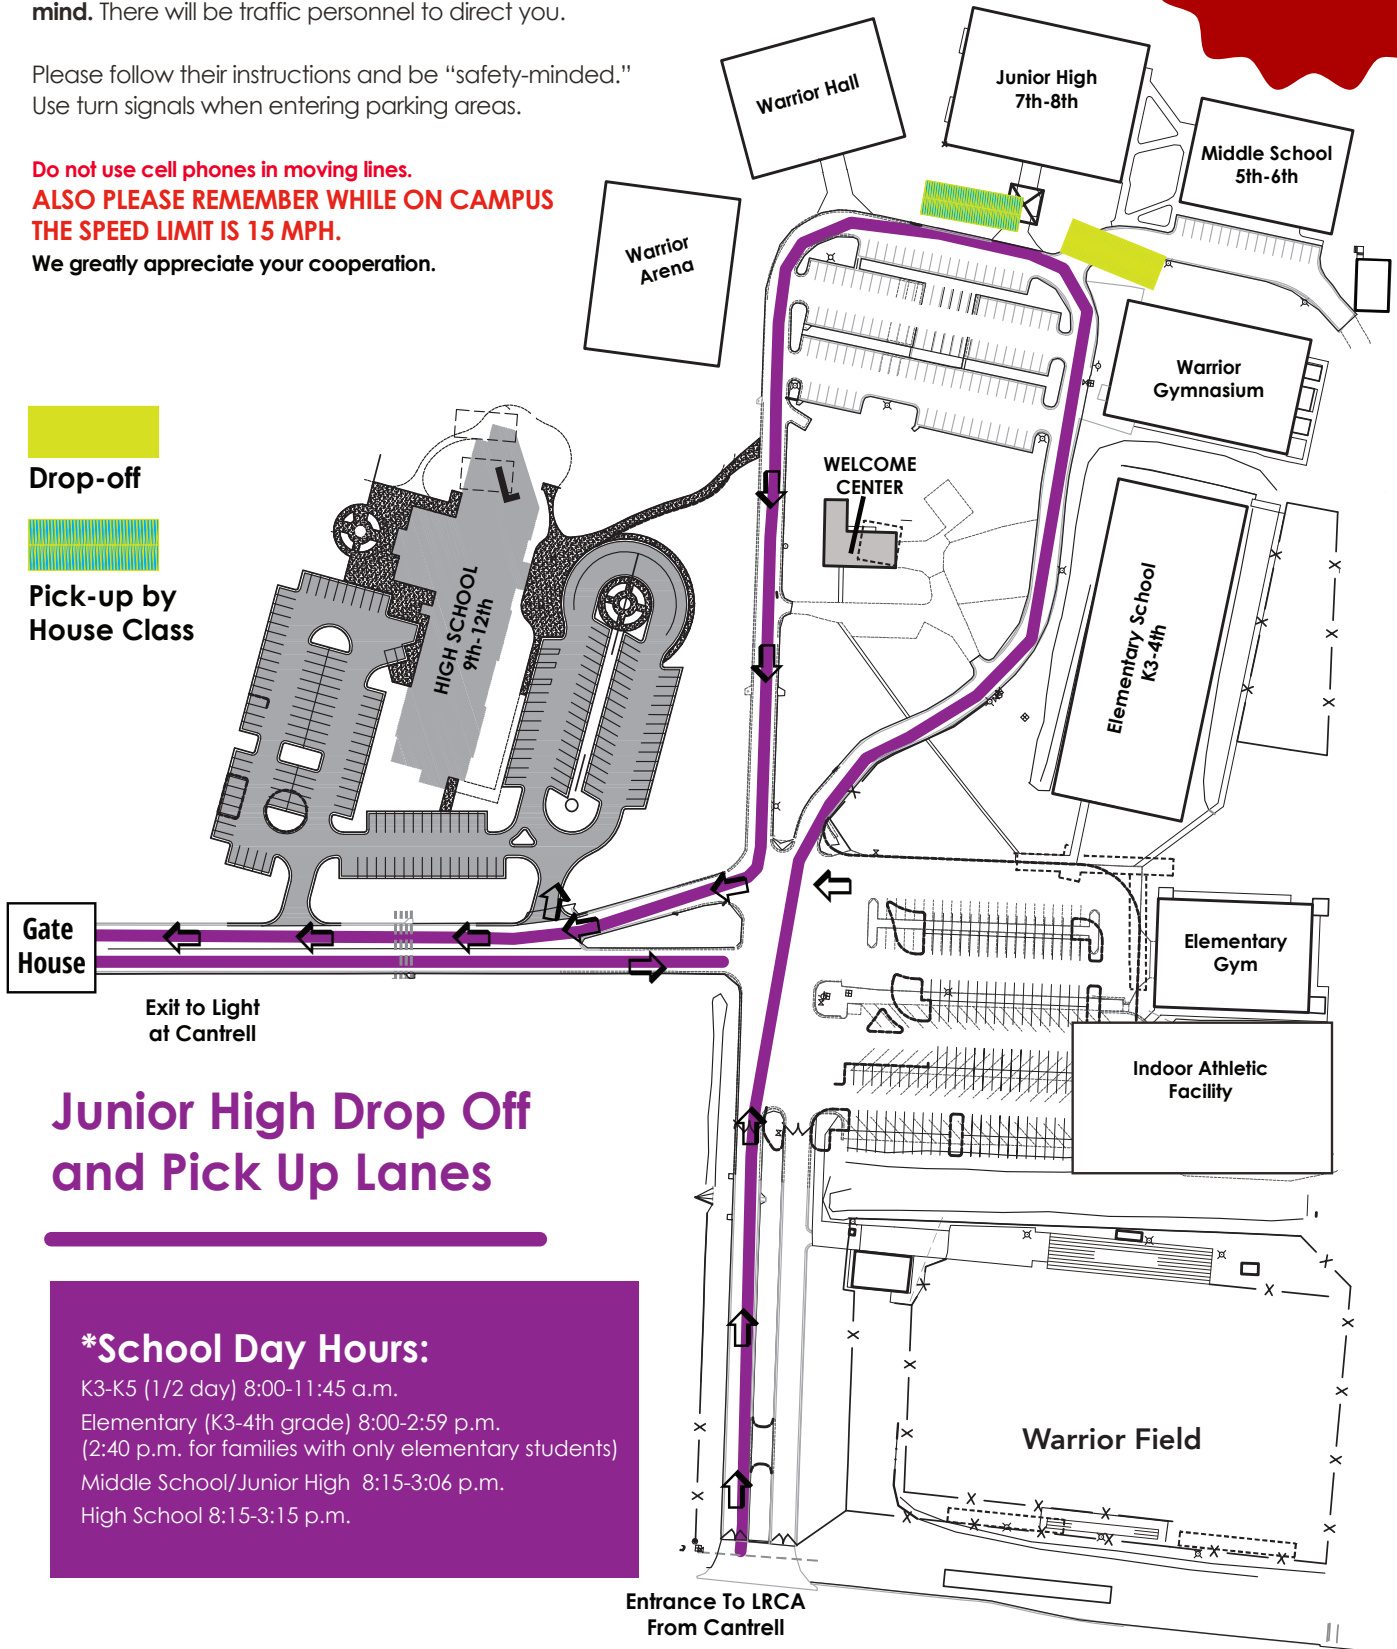 mind. There will be traffic personnel to direct you.
Please follow their instructions and be “safety-minded.”
Use turn signals when entering parking areas.
Do not use cell phones in moving lines.
ALSO PLEASE REMEMBER WHILE ON CAMPUS
THE SPEED LIMIT IS 15 MPH.
We greatly appreciate your cooperation.
Warrior Hall
Junior High
7th-8th
Middle School
5th-6th
Warrior
Arena
Warrior
Gymnasium
Drop-off
Pick-up by
House Class
WELCOME
CENTER
HIGH SCHOOL
9th-12th
Elementary School
K3-4th
Gate
House
Elementary
Gym
Exit to Light
at Cantrell
Indoor Athletic
Facility
Junior High Drop Off
and Pick Up Lanes
*School Day Hours:
K3-K5 (1/2 day) 8:00-11:45 a.m.
Elementary (K3-4th grade) 8:00-2:59 p.m.
(2:40 p.m. for families with only elementary students)
Middle School/Junior High  8:15-3:06 p.m.
High School 8:15-3:15 p.m.
Warrior Field
Entrance To LRCA
From Cantrell